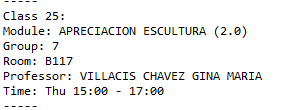 -----
Class 25:
Module: APRECIACION ESCULTURA (2.0)
Group: 7
Room: B117
Professor: VILLACIS CHAVEZ GINA MARIA
Time: Thu 15:00 - 17:00
-----